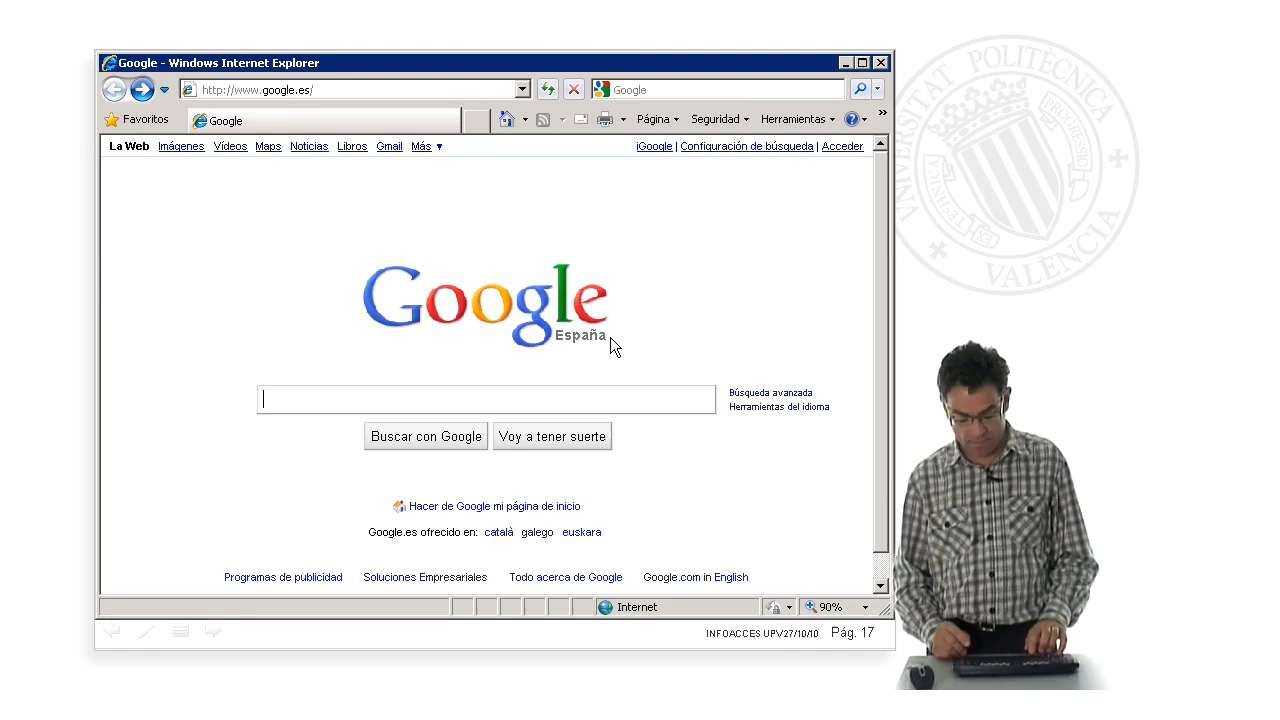 Google - Windows Internet Explorer
http://www.google.es/
Google
Favoritos
Google
Página
Seguridad
Herramientas
La Web Imágenes Vídeos Maps Noticias Libros Gmail Más ▼
iGoogle | Configuración de búsqueda | Acceder
Google
España
Búsqueda avanzada
Herramientas del idioma
Buscar con Google
Voy a tener suerte
Hacer de Google mi página de inicio
Google.es ofrecido en: català galego euskara
Programas de publicidad Soluciones Empresariales Todo acerca de Google Google.com in English
Internet
90%
INFOACCES UPV27/10/10 Pág. 17
UNIVERSITAT POLITÈCNICA
VALÈNCIA
EX TECHNICA
PROGRESSIO